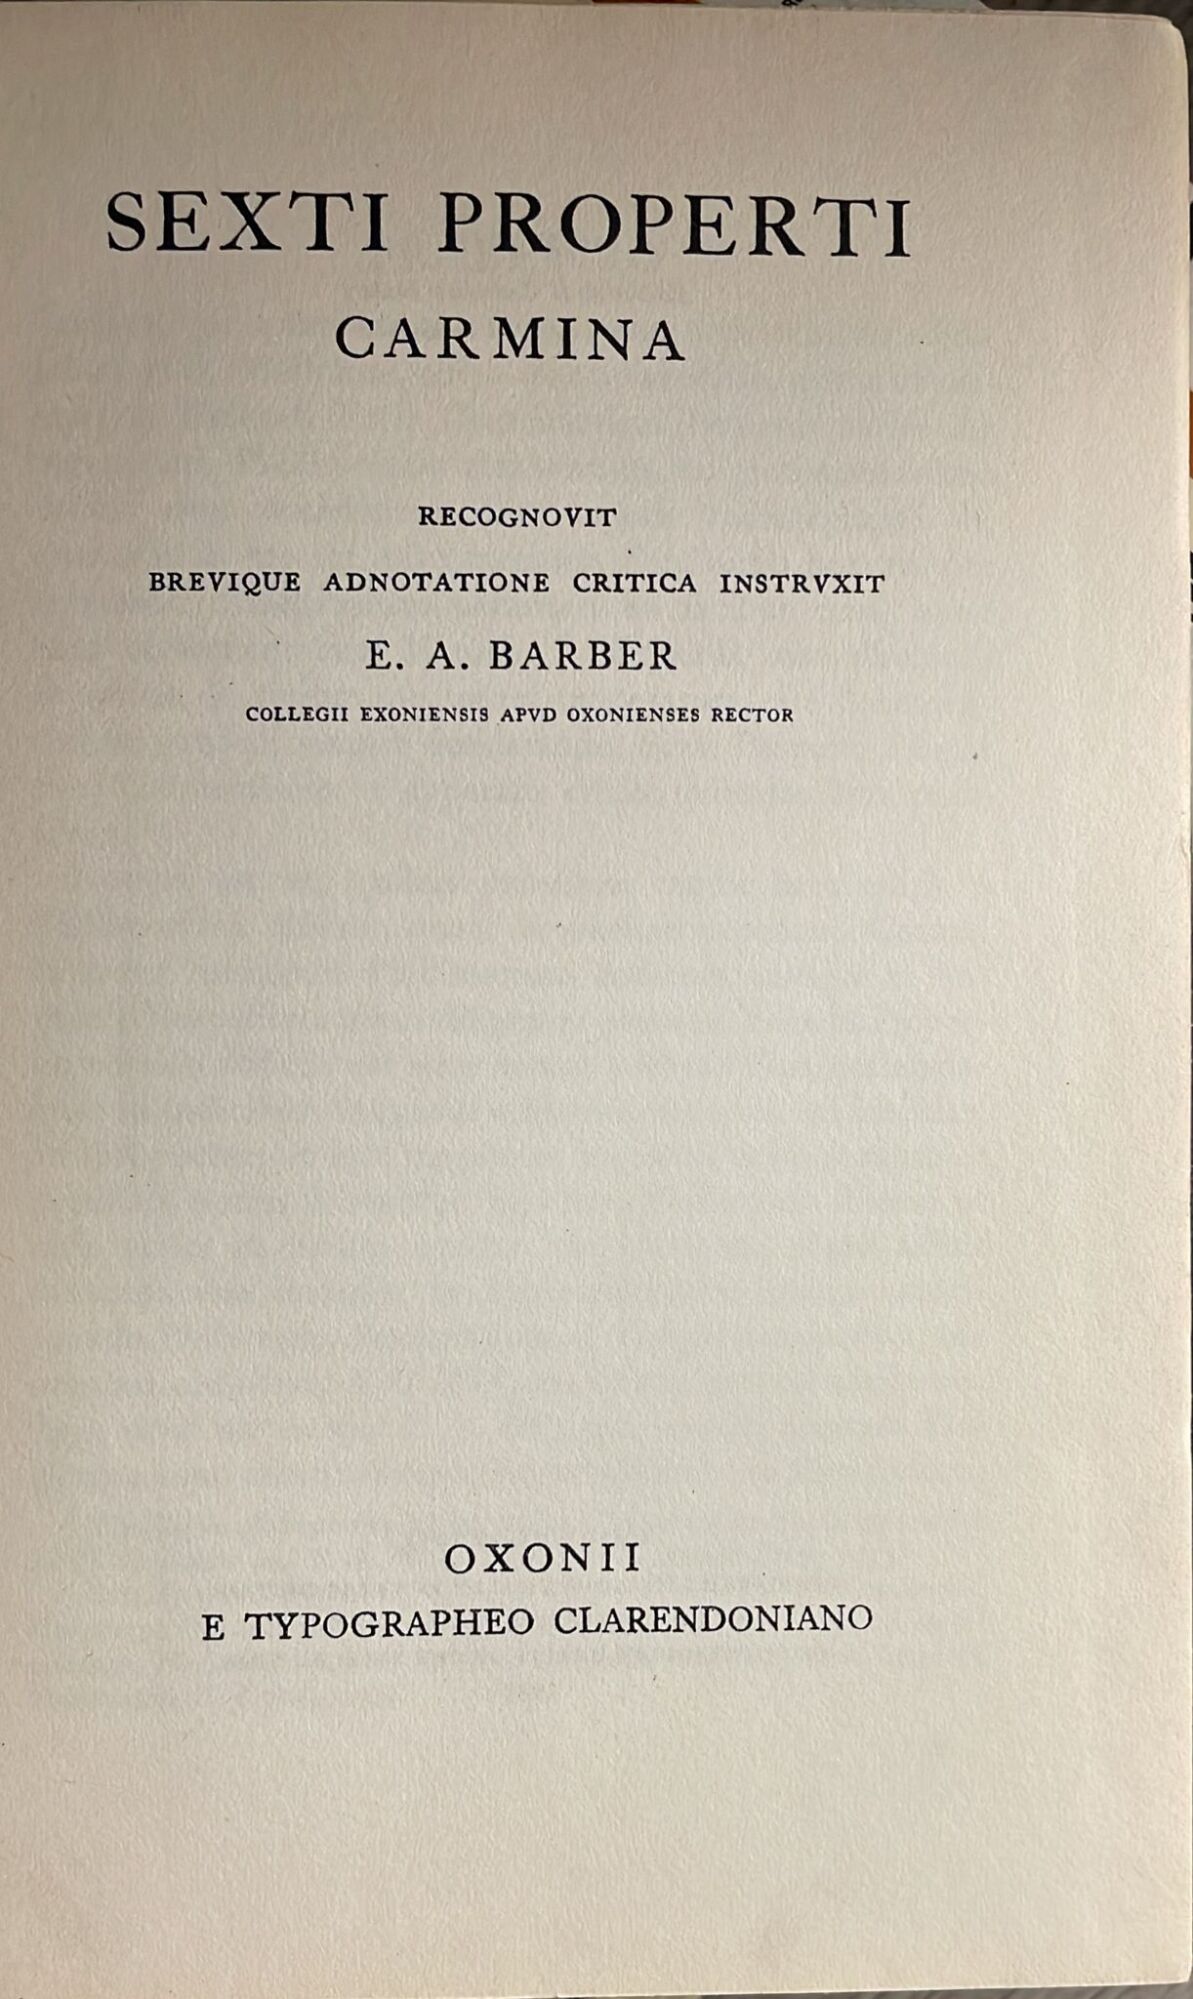 SEXTI PROPERTI
CARMINA
RECOGNOVIT
BREVIQUE ADNOTATIONE CRITICA INSTRVXIT
E. A. BARBER
COLLEGII EXONIENSIS APVD OXONIENSES RECTOR
OXONII
E TYPOGRAPHEO CLARENDONIANO